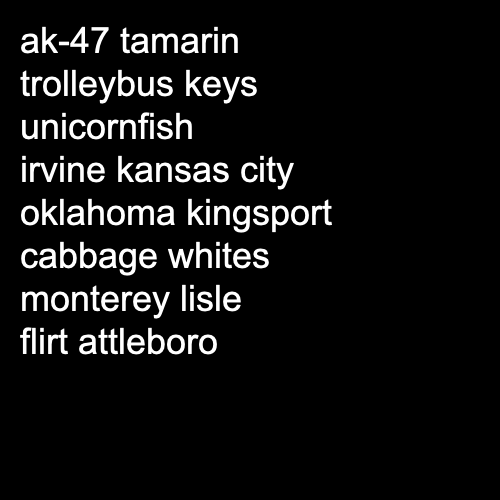 ak-47 tamarin
trolleybus keys
unicornfish
irvine kansas city
oklahoma kingsport
cabbage whites
monterey lisle
flirt attleboro